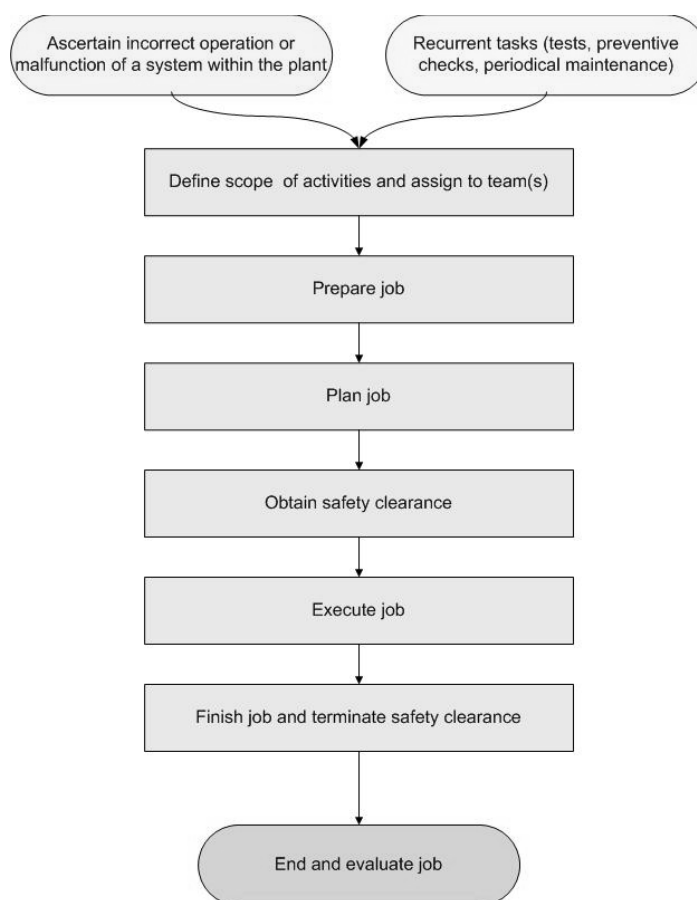 Ascertain incorrect operation or
malfunction of a system within the plant
Recurrent tasks (tests, preventive
checks, periodical maintenance)
Define scope of activities and assign to team(s)
Prepare job
Plan job
Obtain safety clearance
Execute job
Finish job and terminate safety clearance
End and evaluate job